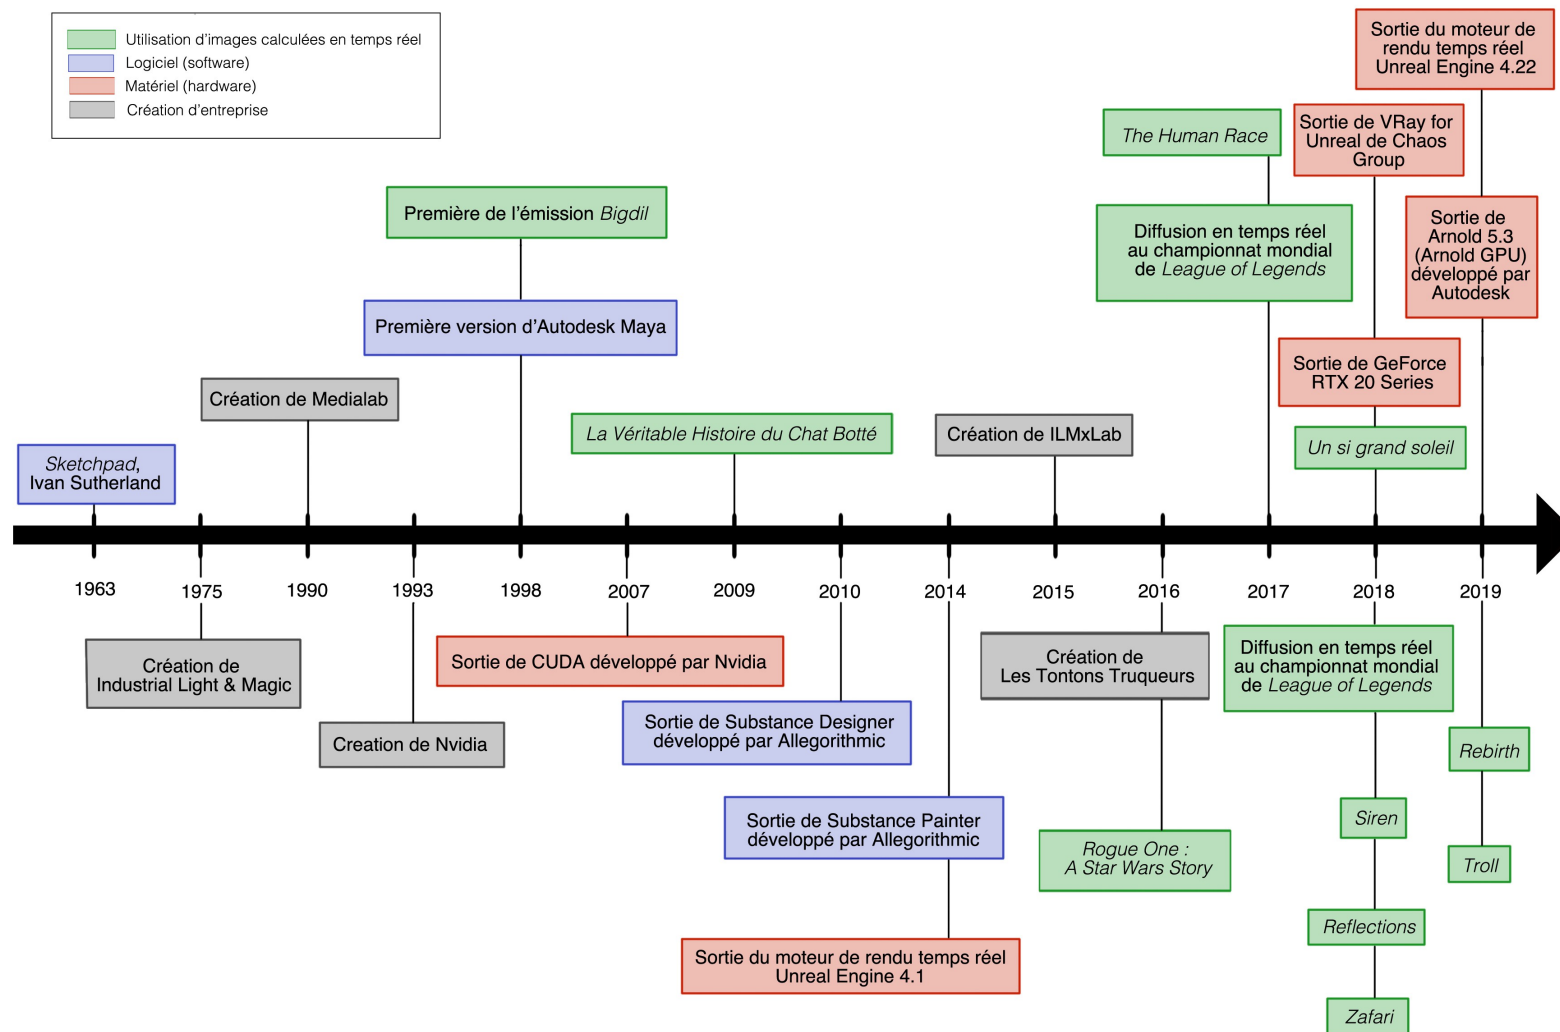 Utilisation d'images calculées en temps réel
Logiciel (software)
Matériel (hardware)
Création d'entreprise
Sortie du moteur de
rendu temps réel
Unreal Engine 4.22
The Human Race
Sortie de VRay for
Unreal de Chaos
Group
Première de l'émission Bigdil
Diffusion en temps réel
au championnat mondial
de League of Legends
Sortie de
Arnold 5.3
(Arnold GPU)
développé par
Autodesk
Première version d'Autodesk Maya
Sortie de GeForce
RTX 20 Series
Création de Medialab
La Véritable Histoire du Chat Botté
Création de ILMxLab
Un si grand soleil
Sketchpad,
Ivan Sutherland
1963
1975
1990
1993
1998
2007
2009
2010
2014
2015
2016
2017
2018
2019
Création de
Industrial Light & Magic
Sortie de CUDA développé par Nvidia
Création de
Les Tontons Truqueurs
Diffusion en temps réel
au championnat mondial
de League of Legends
Creation de Nvidia
Sortie de Substance Designer
développé par Allegorithmic
Rebirth
Sortie de Substance Painter
développé par Allegorithmic
Siren
Rogue One :
A Star Wars Story
Troll
Reflections
Sortie du moteur de rendu temps réel
Unreal Engine 4.1
Zafari